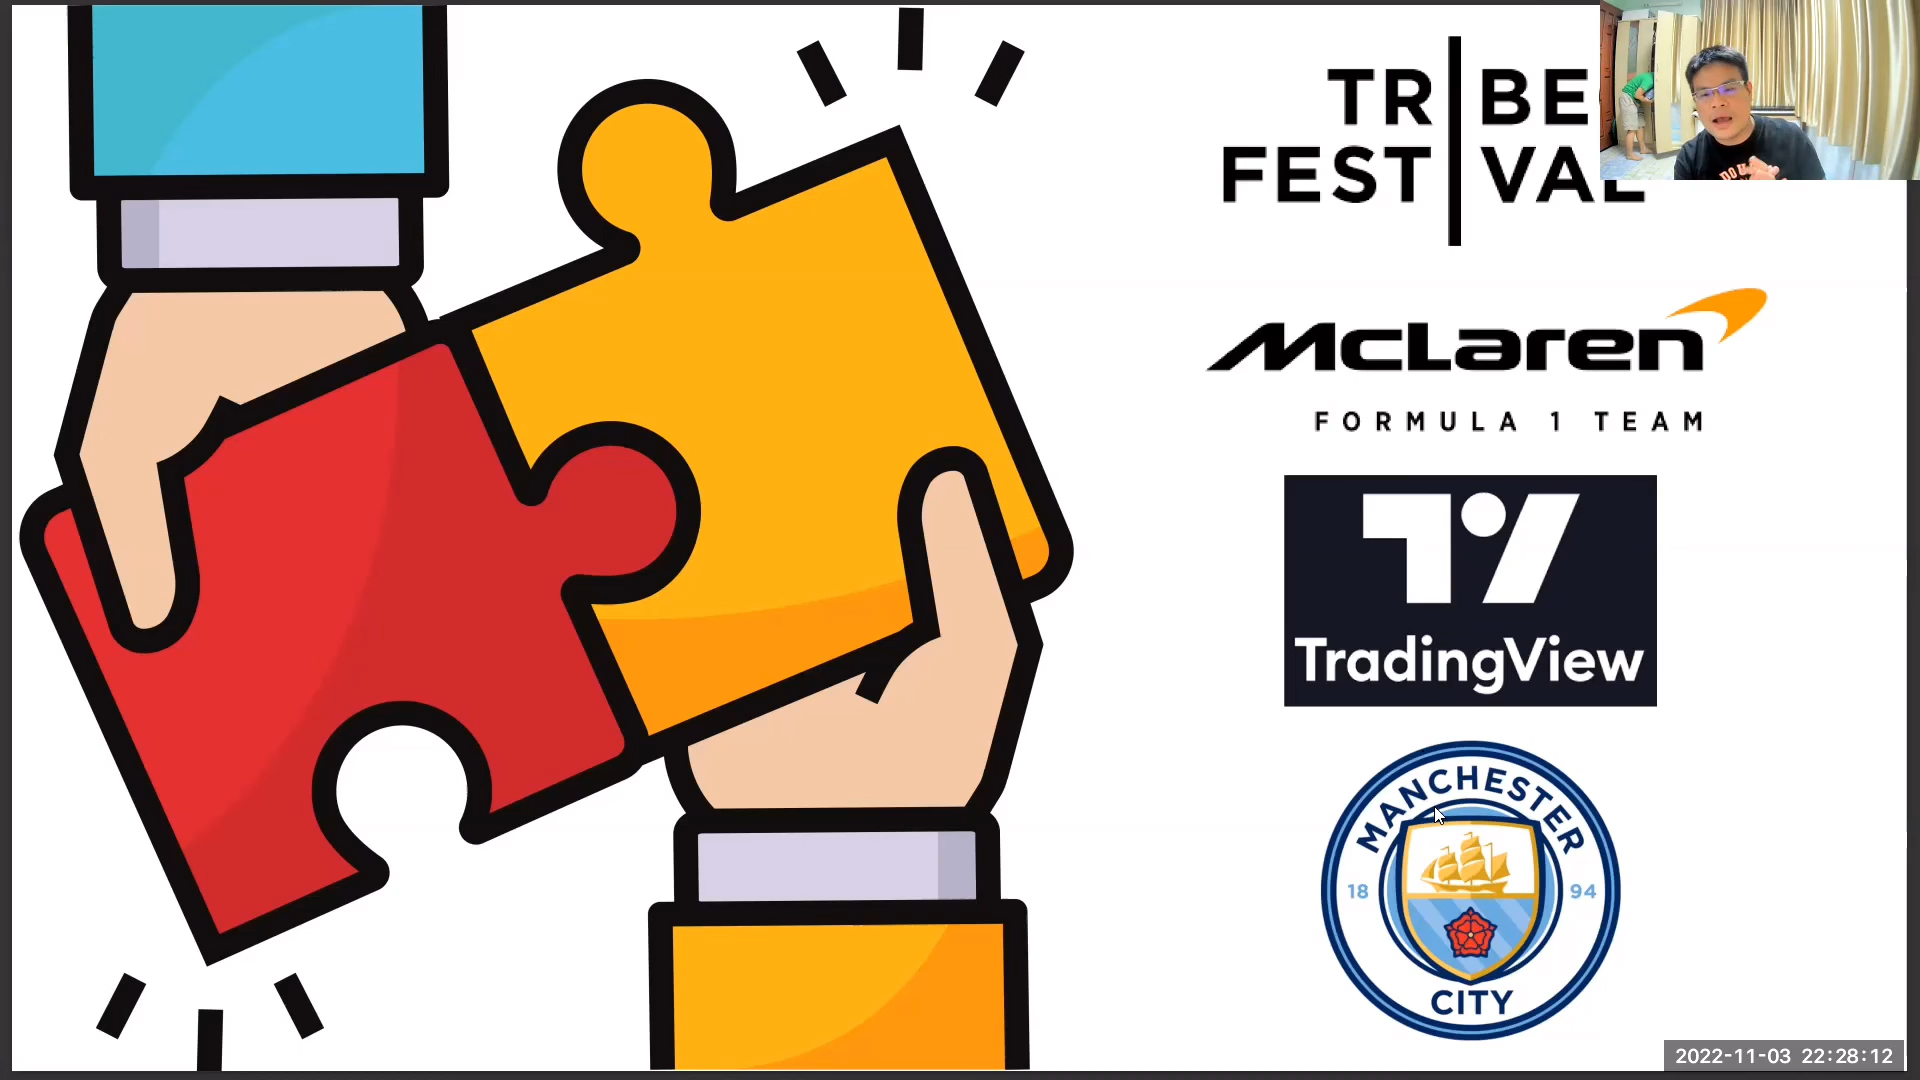 TRIBE
FESTIVAL
McLaren
FORMULA 1 TEAM
TradingView
MANCHESTER
18 94
CITY
2022-11-03 22:28:12